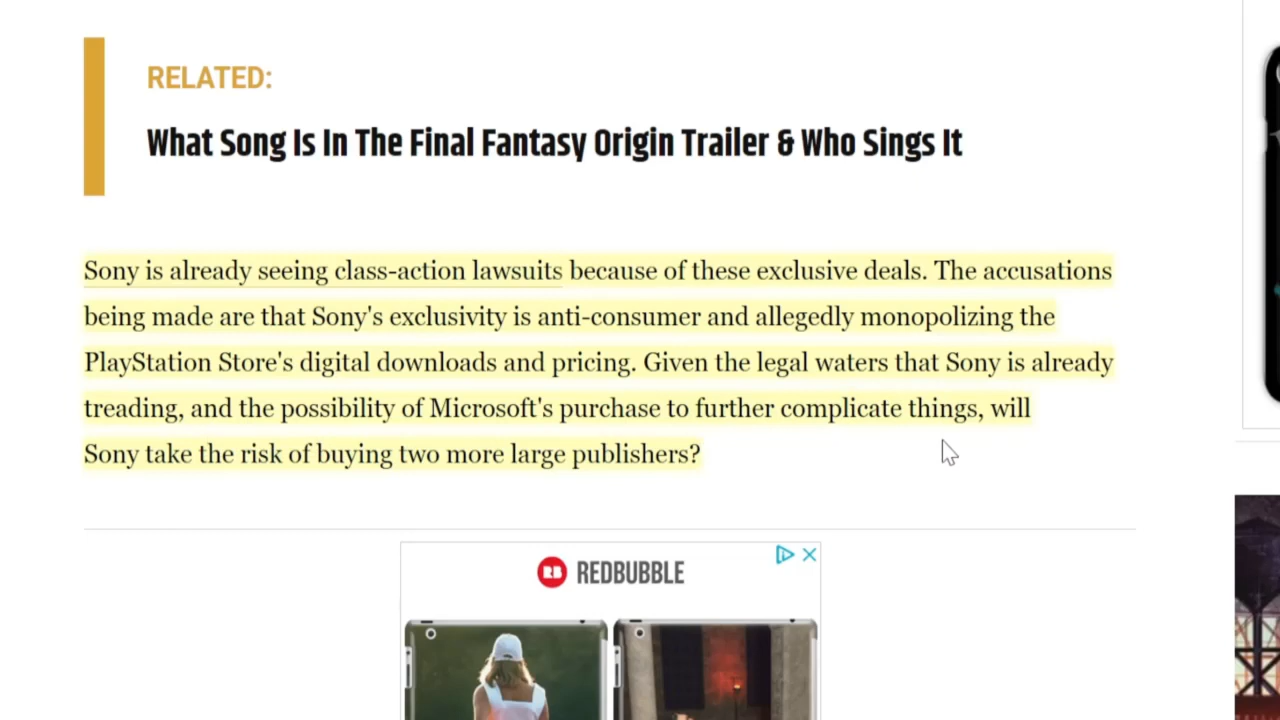 RELATED:
What Song Is In The Final Fantasy Origin Trailer & Who Sings It
Sony is already seeing class-action lawsuits because of these exclusive deals. The accusations
being made are that Sony's exclusivity is anti-consumer and allegedly monopolizing the
PlayStation Store's digital downloads and pricing. Given the legal waters that Sony is already
treading, and the possibility of Microsoft's purchase to further complicate things, will
Sony take the risk of buying two more large publishers?
RB REDBUBBLE